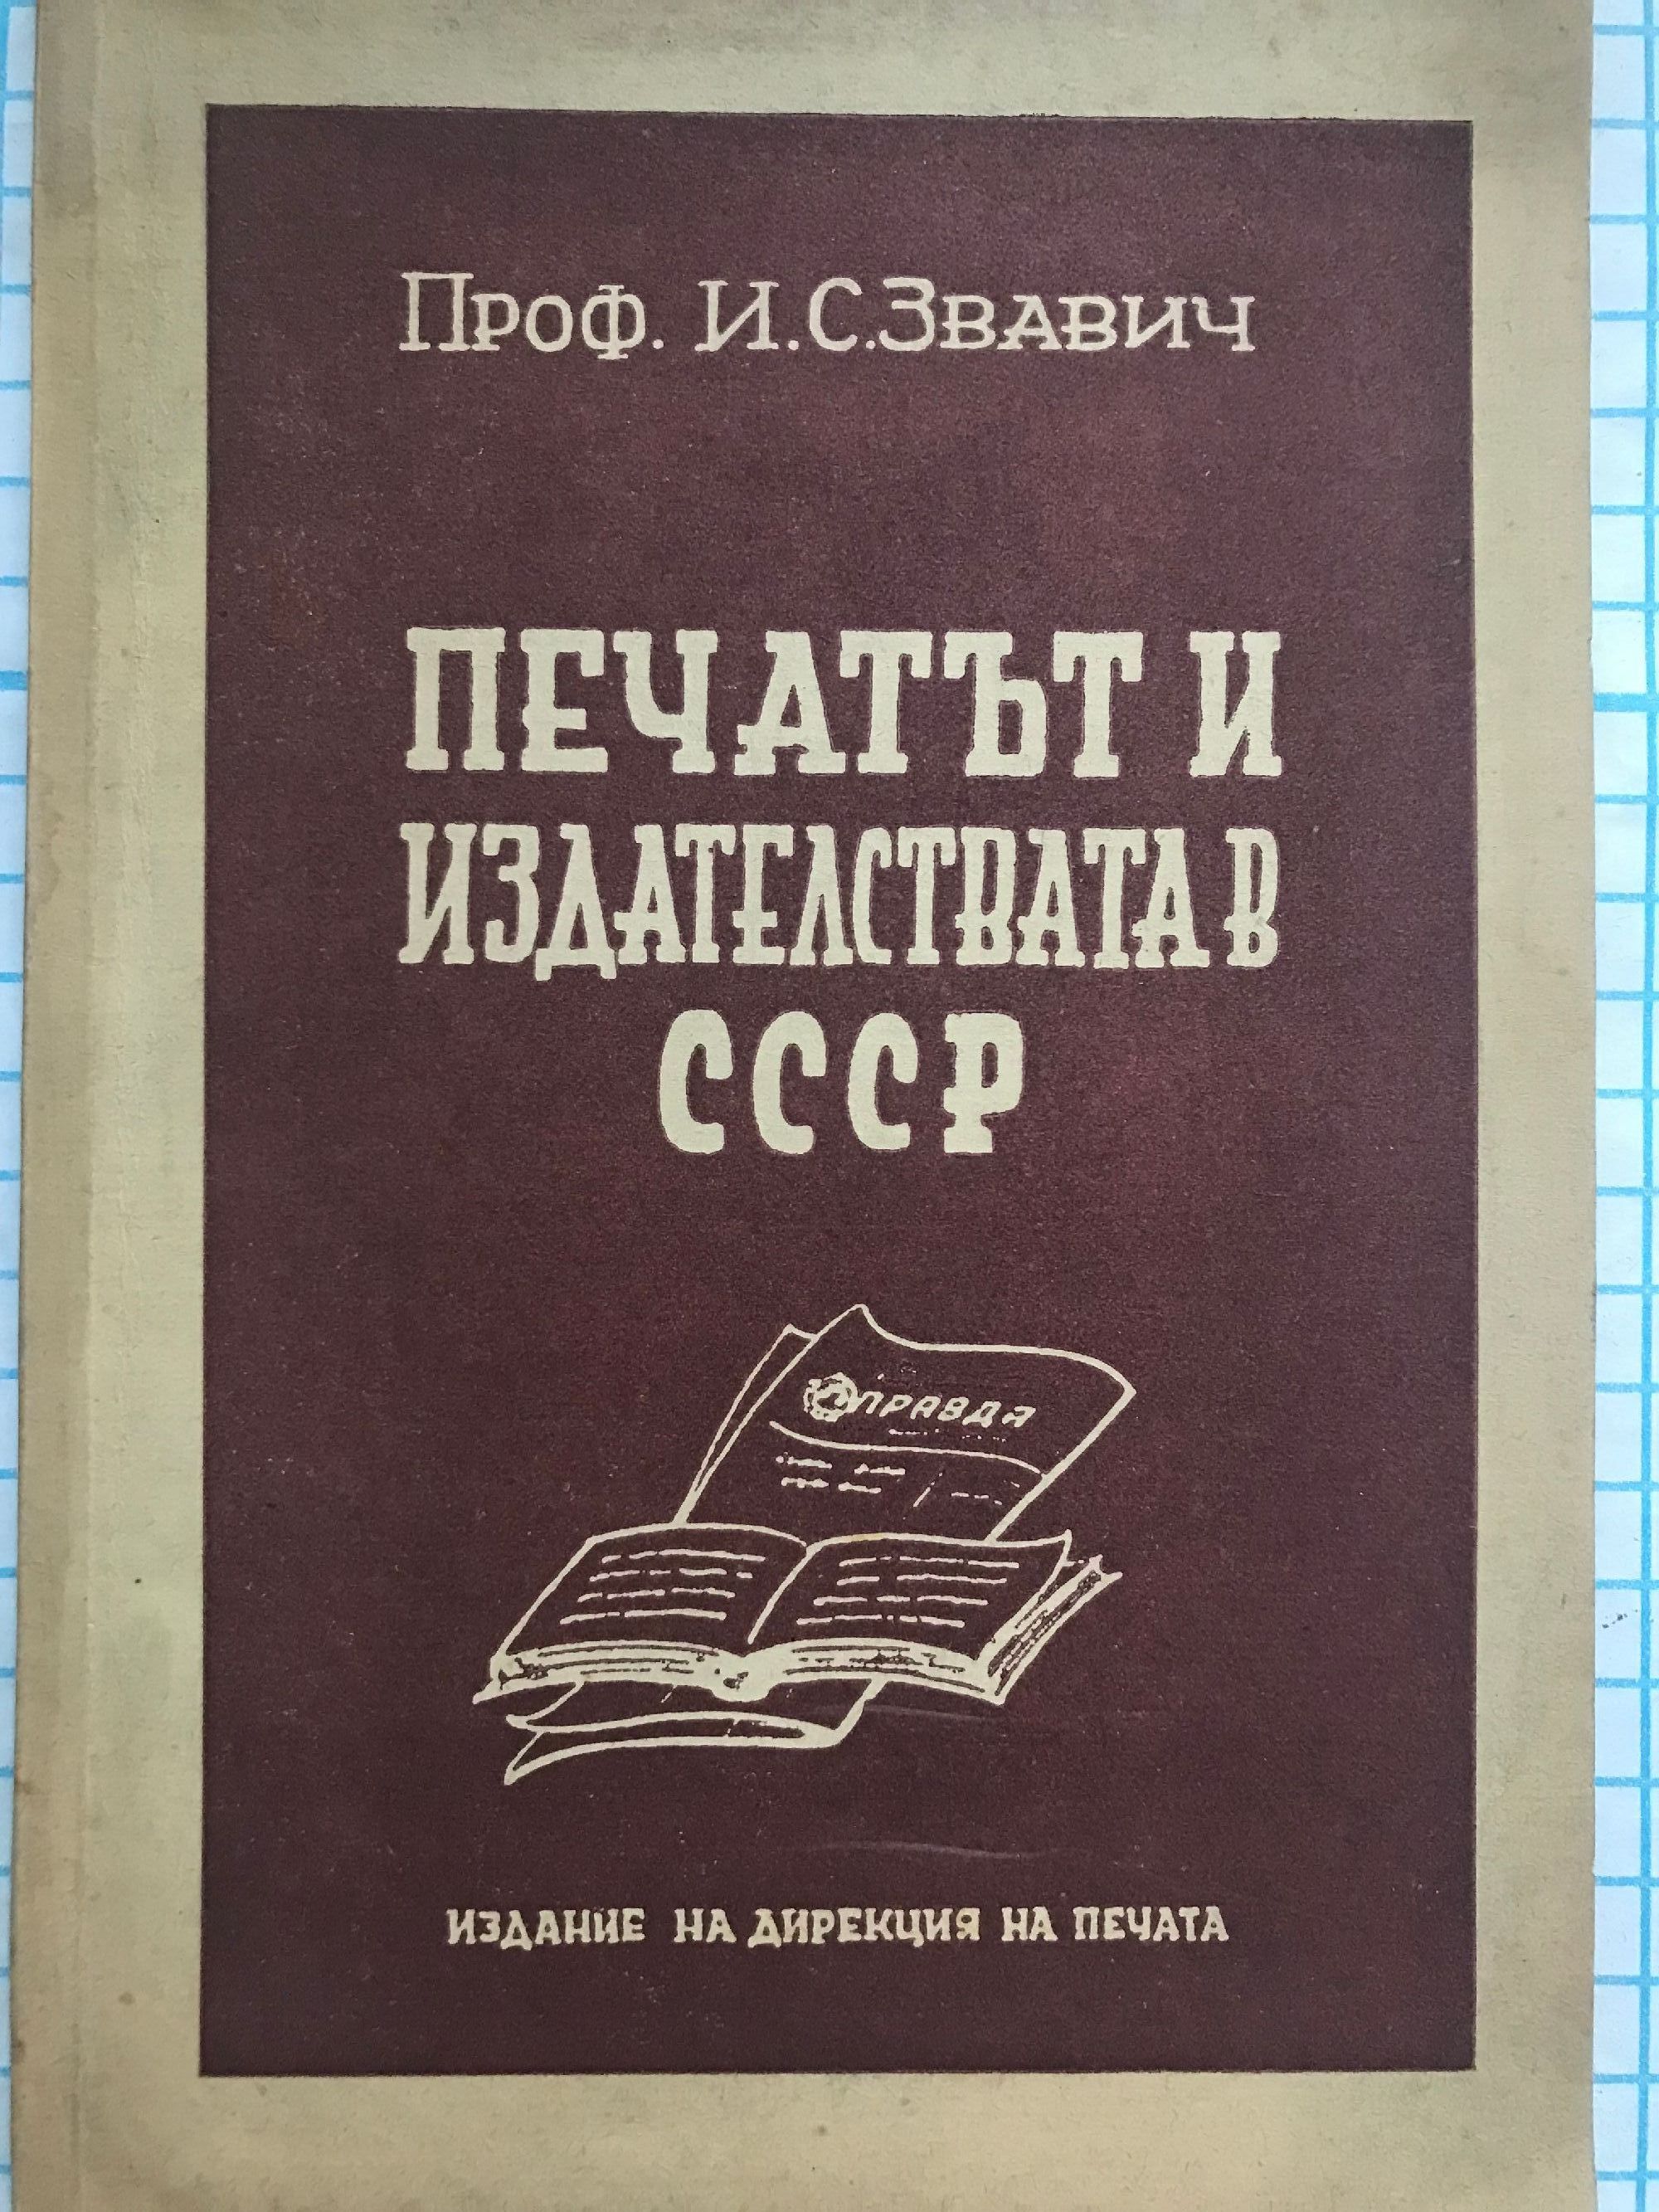 Проф. И.С.Звавич
ПЕЧАТЪТ И
ИЗДАТЕЛСТВАТА В
СССР
ПРАВДА
ИЗДАНИЕ НА ДИРЕКЦИЯ НА ПЕЧАТА